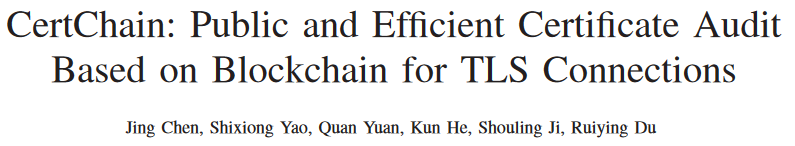 CertChain: Public and Efficient Certificate Audit
Based on Blockchain for TLS Connections
Jing Chen, Shixiong Yao, Quan Yuan, Kun He, Shouling Ji, Ruiying Du